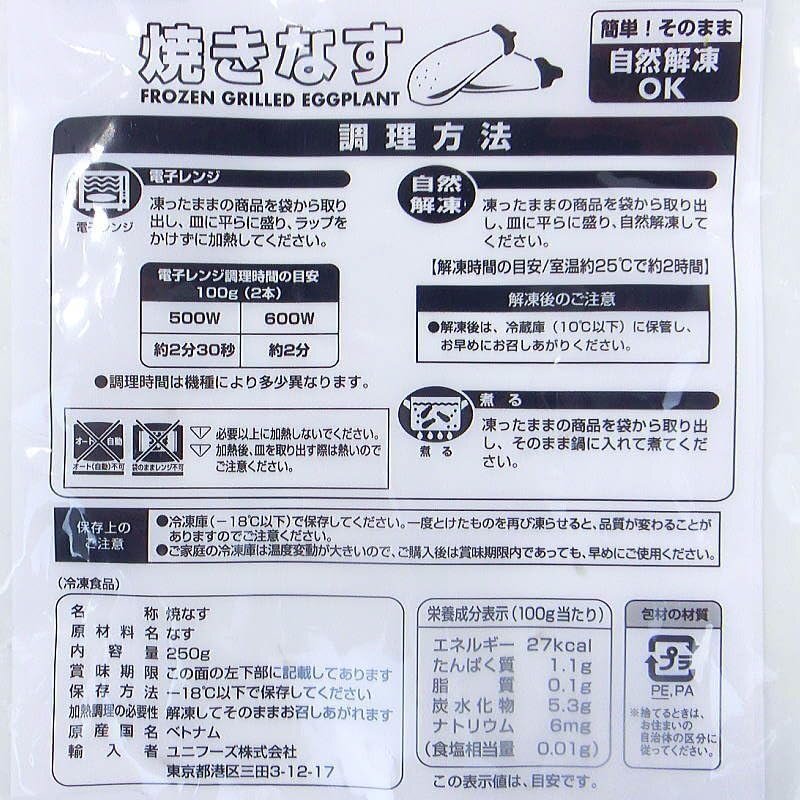 焼きなす
FROZEN GRILLED EGGPLANT
簡単！そのまま
自然解凍
OK
調理方法
電子レンジ
電子レンジ
凍ったままの商品を袋から取り
出し、皿に平らに盛り、ラップを
かけずに加熱してください。
電子レンジ調理時間の目安
100g（2本）
500W 600W
約2分30秒 約2分
●調理時間は機種により多少異なります。
オート 自動
オート(自動)不可
袋のままレンジ不可
必要以上に加熱しないでください。
加熱後、皿を取り出す際は熱いので
ご注意ください。
自然
解凍
凍ったままの商品を袋から取り出
し、皿に平らに盛り、自然解凍して
ください。
【解凍時間の目安/室温約25℃で約2時間】
解凍後のご注意
●解凍後は、冷蔵庫（10℃以下）に保管し、
お早めにお召しあがりください。
煮る
煮る
凍ったままの商品を袋から取り出
し、そのまま鍋に入れて煮てくだ
さい。
保存上の
ご注意
●冷凍庫（－18℃以下）で保存してください。一度とけたものを再び凍らせると、品質が変わることが
ありますのでご注意ください。
●ご家庭の冷凍庫は温度変動が大きいので、ご購入後は賞味期限内であっても、早めにご使用ください。
（冷凍食品）
名称 焼なす
原材料名 なす
内容量 250g
賞味期限 この面の左下部に記載してあります
保存方法 －18℃以下で保存してください
加熱調理の必要性 解凍してそのままお召しあがれます
原産国名 ベトナム
輸入者 ユニフーズ株式会社
東京都港区三田3-12-17
栄養成分表示（100g当たり）
エネルギー 27kcal
たんぱく質 1.1g
脂質 0.1g
炭水化物 5.3g
ナトリウム 6mg
（食塩相当量 0.01g）
この表示値は、目安です。
包材の材質
プラ
PE,PA
※捨てるときは、
お住まいの
自治体の区分に
従ってください。